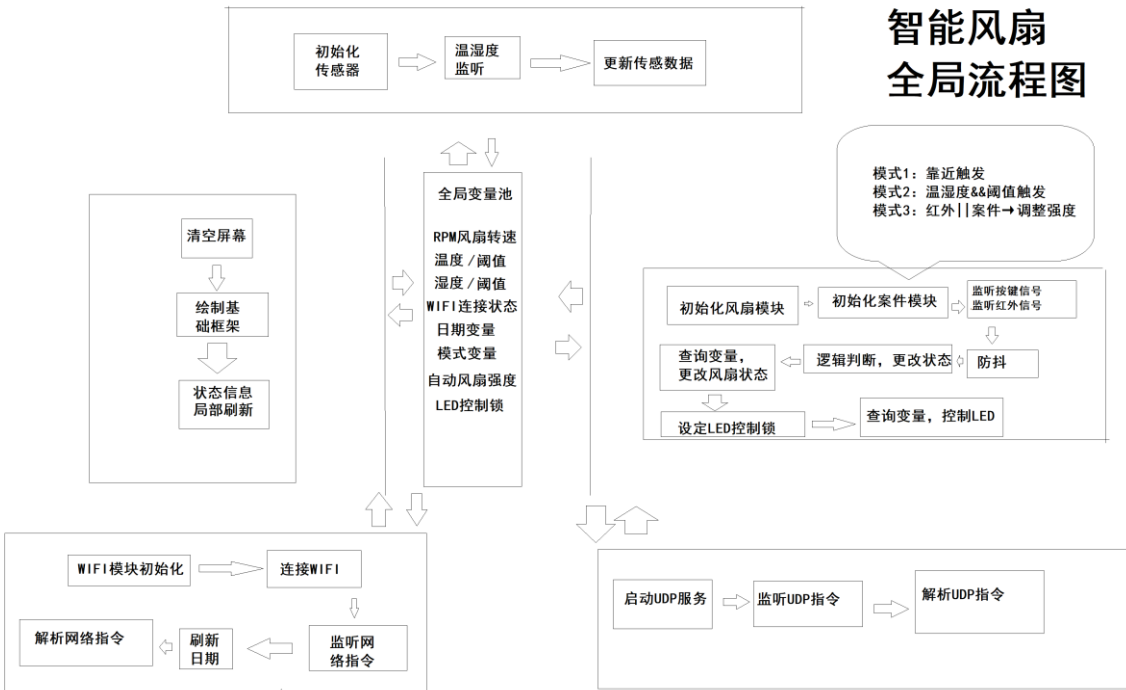 智能风扇
全局流程图
初始化
传感器
温湿度
监听
更新传感数据
模式1: 靠近触发
模式2: 温湿度&&阈值触发
模式3: 红外||案件→调整强度
全局变量池
RPM风扇转速
温度/阈值
湿度/阈值
WIFI连接状态
日期变量
模式变量
自动风扇强度
LED控制锁
清空屏幕
绘制基
础框架
状态信息
局部刷新
初始化风扇模块
初始化案件模块
监听按键信号
监听红外信号
防抖
逻辑判断，更改状态
查询变量，
更改风扇状态
设定LED控制锁
查询变量，控制LED
WIFI模块初始化
连接WIFI
监听网
络指令
刷新
日期
解析网络指令
启动UDP服务
监听UDP指令
解析UDP指令